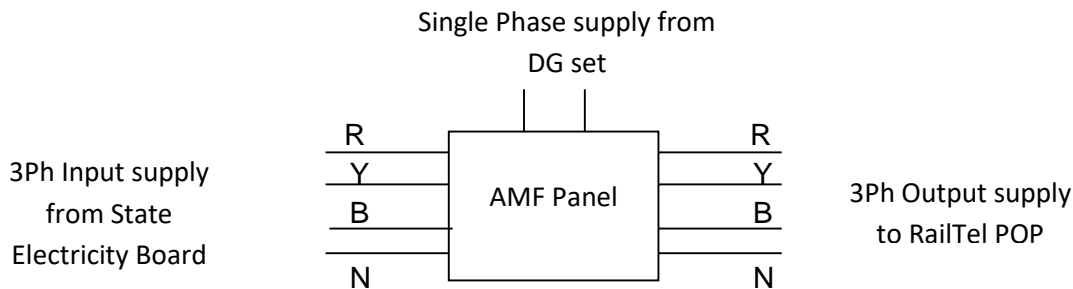 Single Phase supply from
DG set
3Ph Input supply
from State
Electricity Board
R
Y
B
N
AMF Panel
R
Y
B
N
3Ph Output supply
to RailTel POP